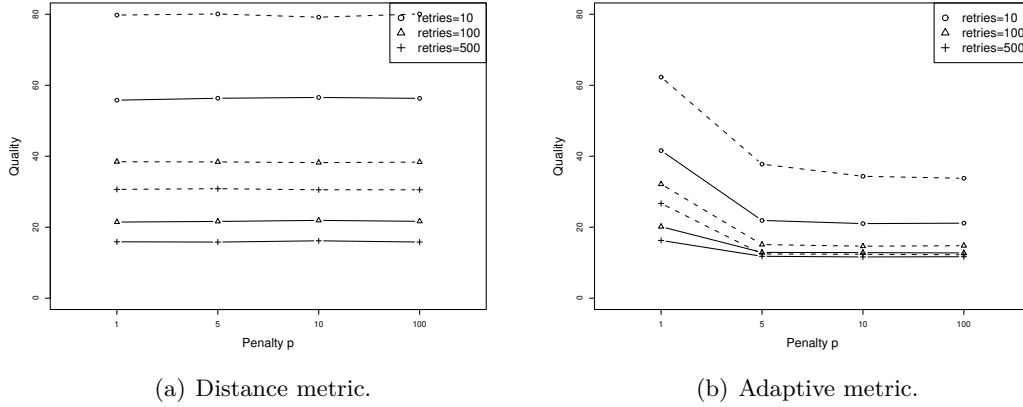 80
60
40
20
0
Quality
1
5
10
100
Penalty p
retries=10
retries=100
retries=500
(a) Distance metric.
80
60
40
20
0
Quality
1
5
10
100
Penalty p
retries=10
retries=100
retries=500
(b) Adaptive metric.